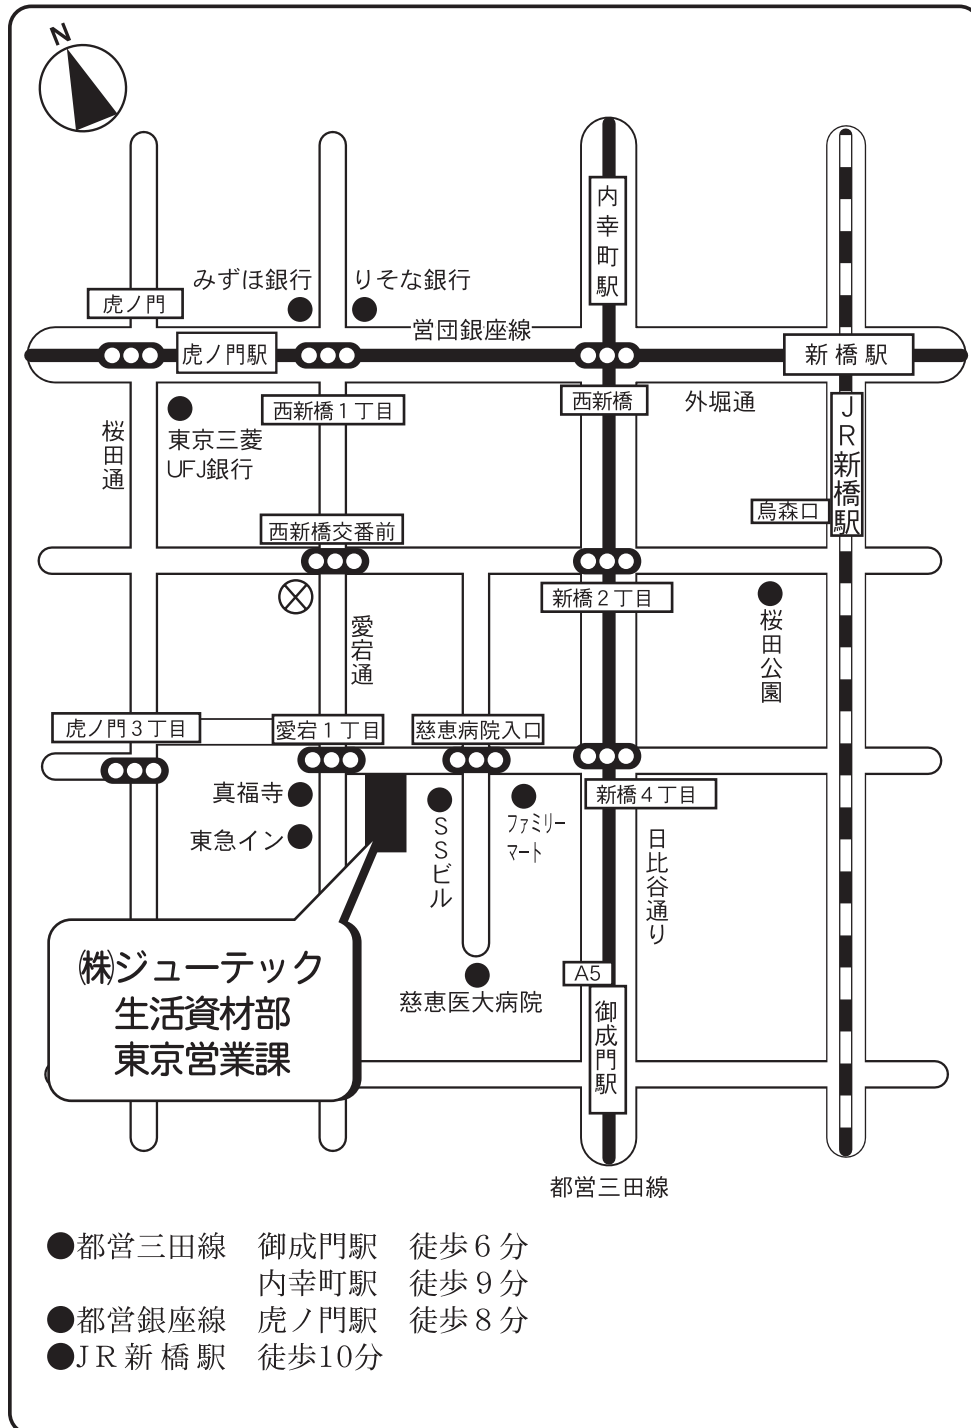 N
内幸町駅
みずほ銀行
りそな銀行
虎ノ門
営団銀座線
虎ノ門駅
新橋駅
西新橋1丁目
西新橋
外堀通
桜田通
東京三菱
UFJ銀行
JR新橋駅
烏森口
西新橋交番前
新橋2丁目
愛宕通
桜田公園
虎ノ門3丁目
愛宕1丁目
慈恵病院入口
真福寺
新橋4丁目
東急イン
SSビル
ファミリー
マート
日比谷通り
㈱ジューテック
生活資材部
東京営業課
A5
慈恵医大病院
御成門駅
都営三田線
●都営三田線 御成門駅 徒歩6分
内幸町駅 徒歩9分
●都営銀座線 虎ノ門駅 徒歩8分
●JR新橋駅 徒歩10分